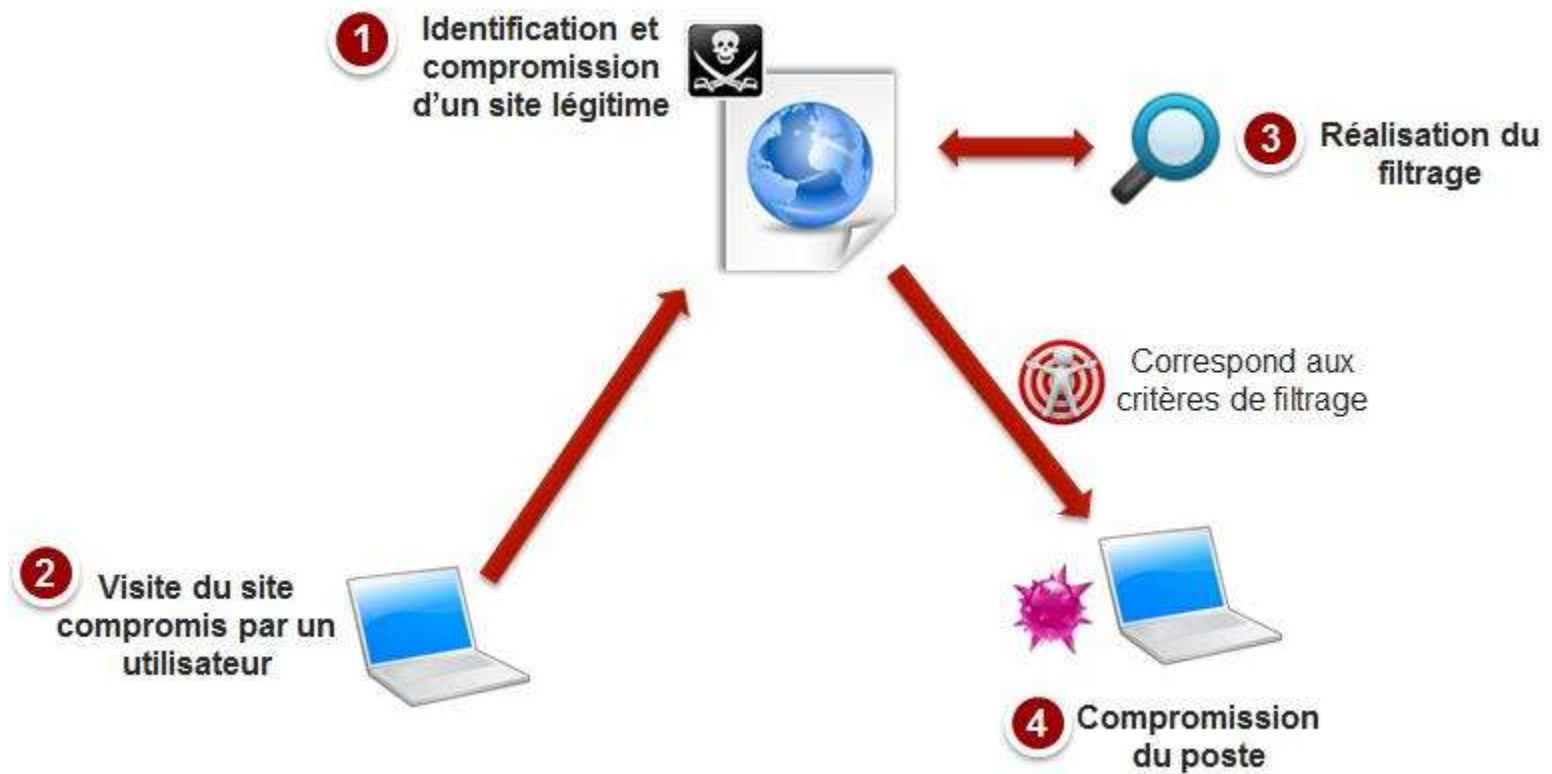 1
Identification et
compromission
d'un site légitime
3
Réalisation du
filtrage
Correspond aux
critères de filtrage
2
Visite du site
compromis par un
utilisateur
4
Compromission
du poste